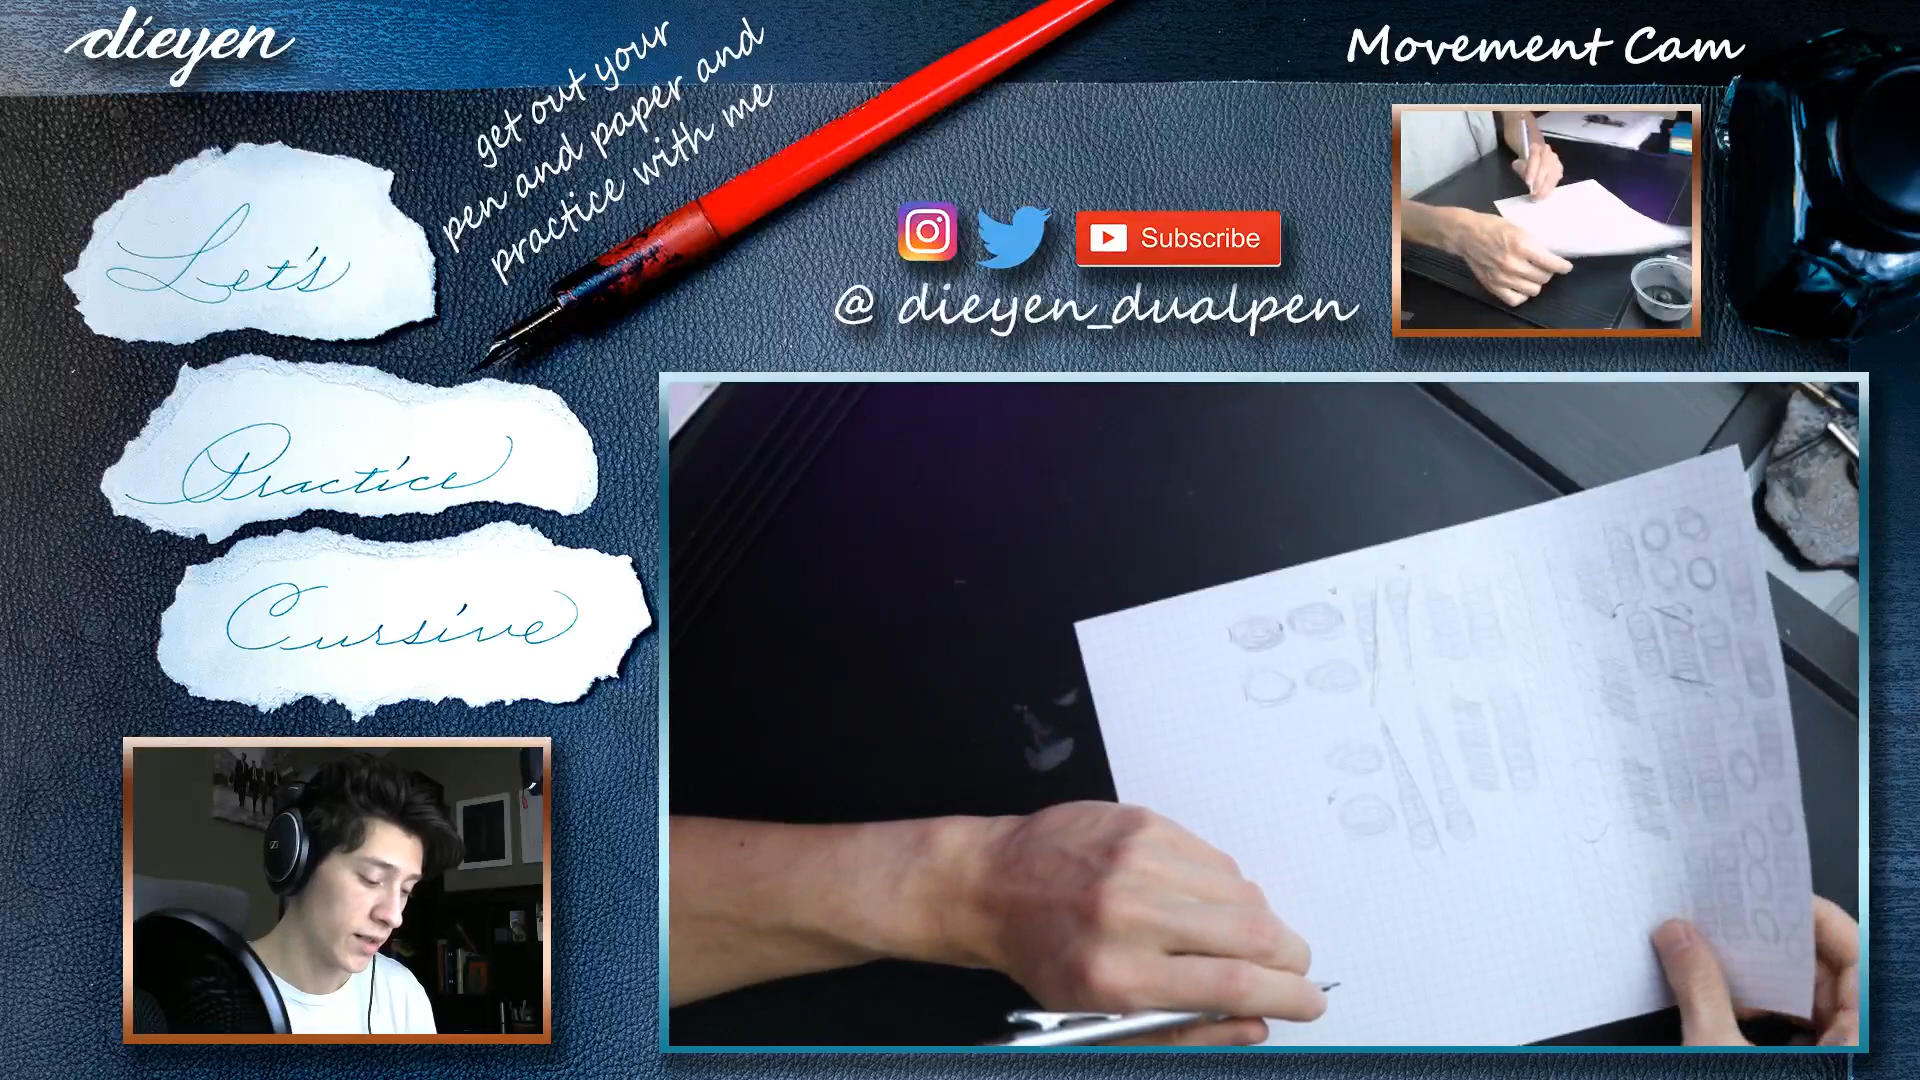 dieyen
get out your
pen and paper and
practice with me
Movement Cam
Let's
Practice
Cursive
Subscribe
@ dieyen_dualpen